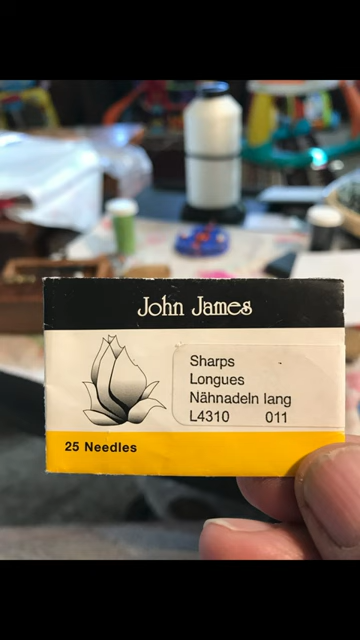 John James
Sharps
Longues
Nähnadeln lang
L4310 011
25 Needles